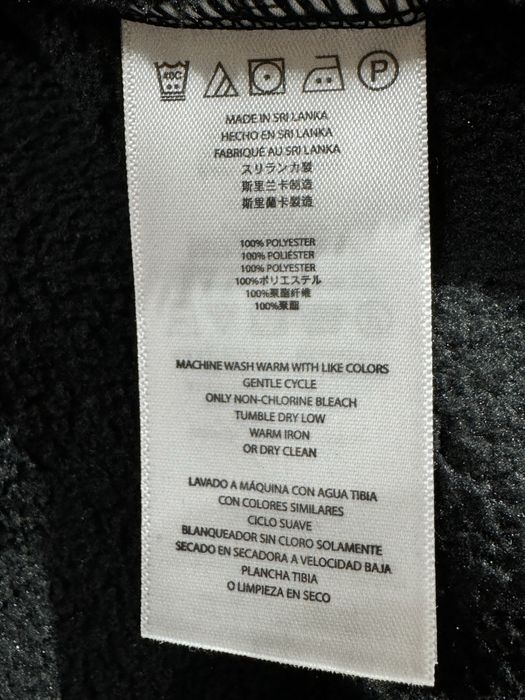 40C
P
MADE IN SRI LANKA
HECHO EN SRI LANKA
FABRIQUÉ AU SRI LANKA
スリランカ製
斯里兰卡制造
斯里蘭卡製造
100% POLYESTER
100% POLIÉSTER
100% POLYESTER
100%ポリエステル
100%聚酯纤维
100%聚酯
MACHINE WASH WARM WITH LIKE COLORS
GENTLE CYCLE
ONLY NON-CHLORINE BLEACH
TUMBLE DRY LOW
WARM IRON
OR DRY CLEAN
LAVADO A MÁQUINA CON AGUA TIBIA
CON COLORES SIMILARES
CICLO SUAVE
BLANQUEADOR SIN CLORO SOLAMENTE
SECADO EN SECADORA A VELOCIDAD BAJA
PLANCHA TIBIA
O LIMPIEZA EN SECO